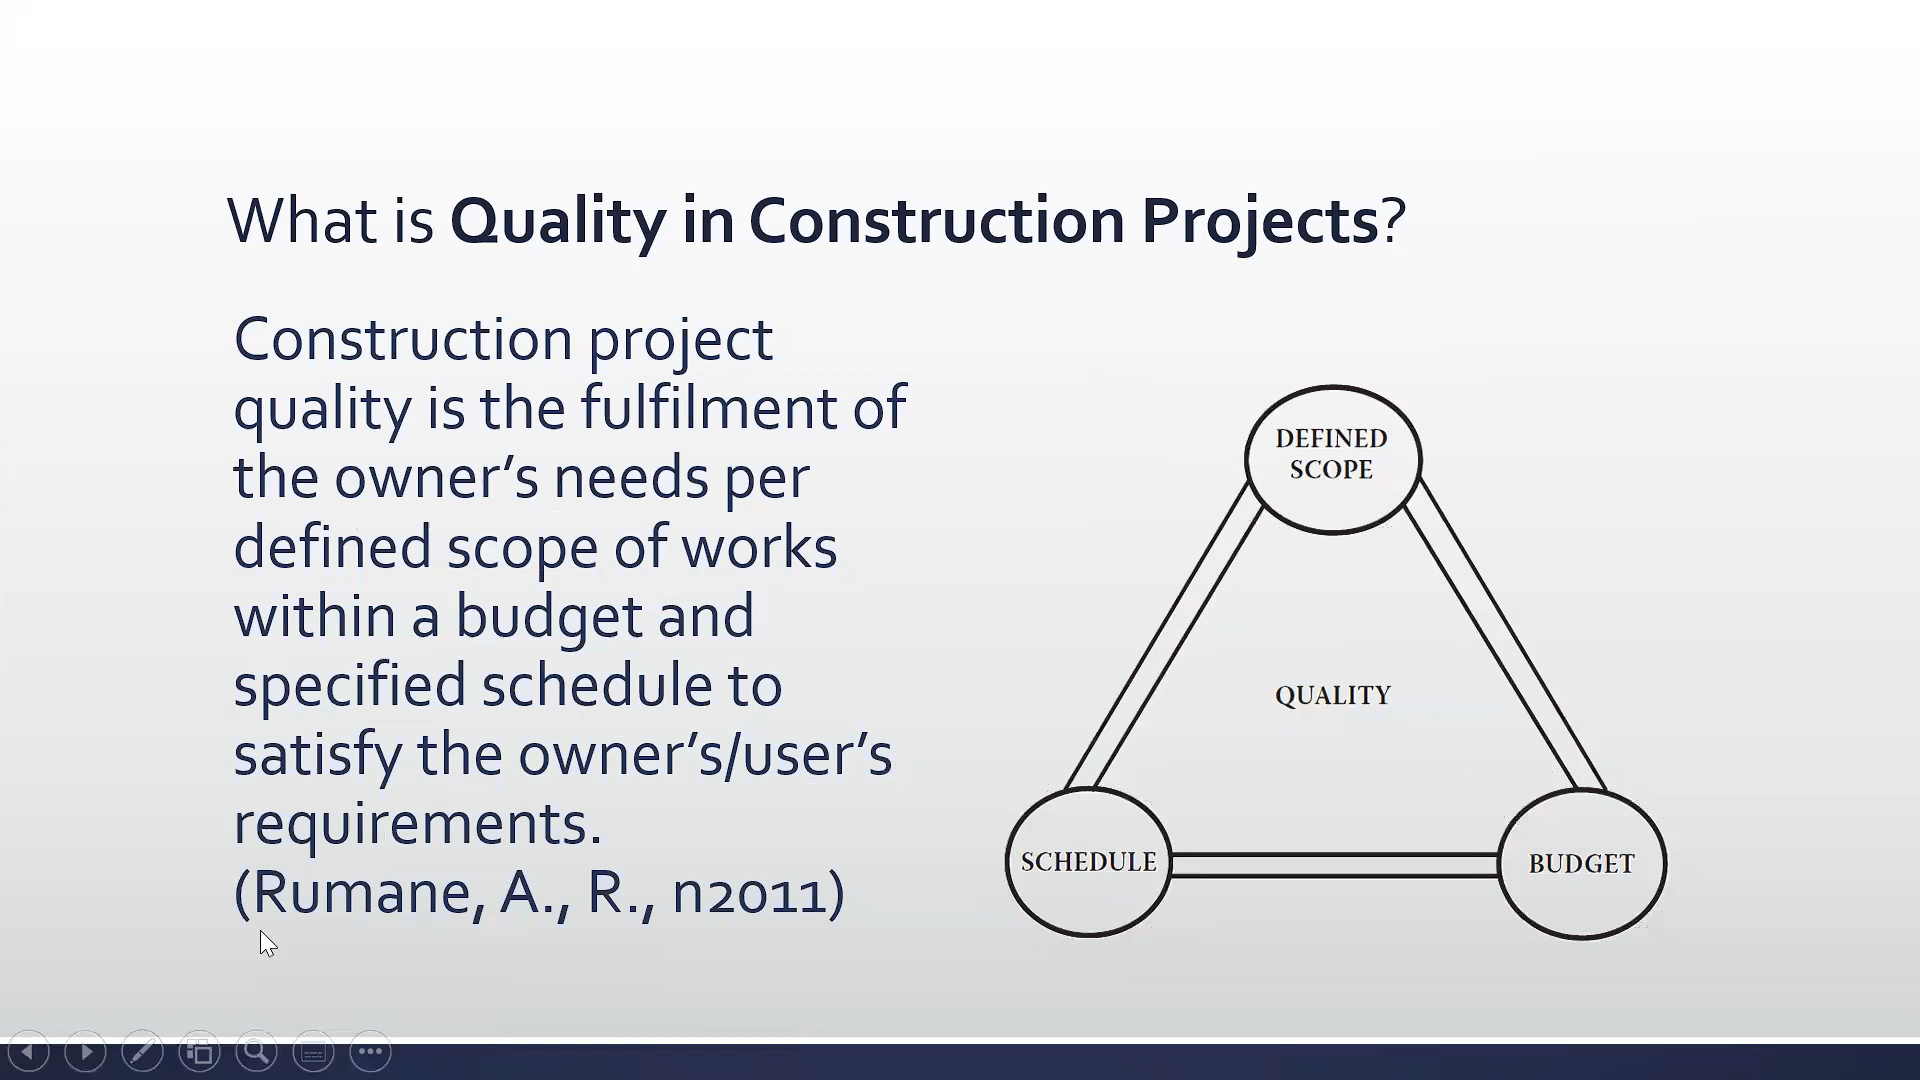 What is Quality in Construction Projects?
Construction project
quality is the fulfilment of
the owner’s needs per
defined scope of works
within a budget and
specified schedule to
satisfy the owner’s/user’s
requirements.
(Rumane, A., R., n2011)
DEFINED
SCOPE
QUALITY
SCHEDULE
BUDGET